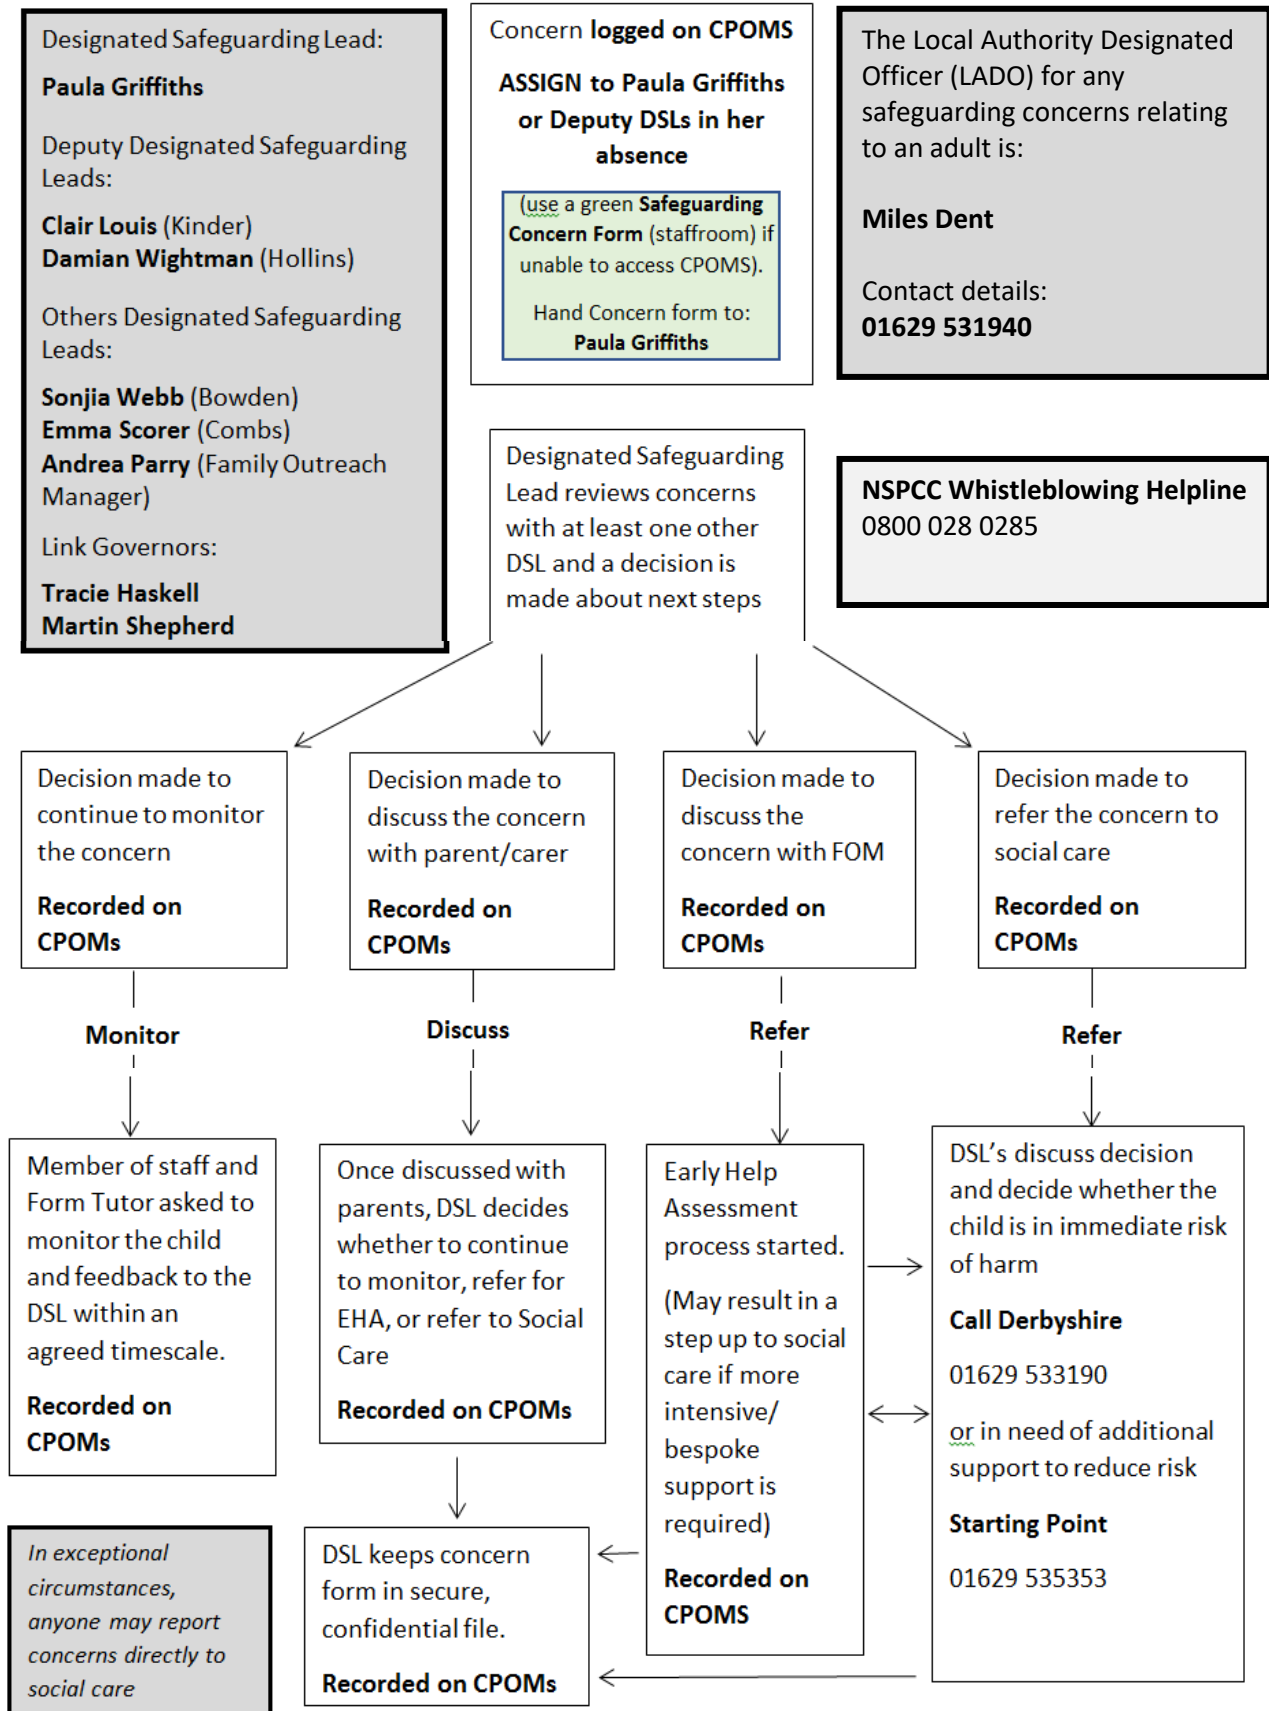 Designated Safeguarding Lead:
Paula Griffiths
Deputy Designated Safeguarding
Leads:
Clair Louis (Kinder)
Damian Wightman (Hollins)
Others Designated Safeguarding
Leads:
Sonjia Webb (Bowden)
Emma Scorer (Combs)
Andrea Parry (Family Outreach
Manager)
Link Governors:
Tracie Haskell
Martin Shepherd
Concern logged on CPOMS
ASSIGN to Paula Griffiths
or Deputy DSLs in her
absence
(use a green Safeguarding
Concern Form (staffroom) if
unable to access CPOMS).
Hand Concern form to:
Paula Griffiths
The Local Authority Designated
Officer (LADO) for any
safeguarding concerns relating
to an adult is:
Miles Dent
Contact details:
01629 531940
Designated Safeguarding
Lead reviews concerns
with at least one other
DSL and a decision is
made about next steps
NSPCC Whistleblowing Helpline
0800 028 0285
Decision made to
continue to monitor
the concern
Recorded on
CPOMs
Decision made to
discuss the concern
with parent/carer
Recorded on
CPOMs
Decision made to
discuss the
concern with FOM
Recorded on
CPOMs
Decision made to
refer the concern to
social care
Recorded on
CPOMs
Monitor
Discuss
Refer
Refer
Member of staff and
Form Tutor asked to
monitor the child
and feedback to the
DSL within an
agreed timescale.
Recorded on
CPOMs
Once discussed with
parents, DSL decides
whether to continue
to monitor, refer for
EHA, or refer to Social
Care
Recorded on CPOMs
Early Help
Assessment
process started.
(May result in a
step up to social
care if more
intensive/
bespoke
support is
required)
Recorded on
CPOMS
DSL’s discuss decision
and decide whether the
child is in immediate risk
of harm
Call Derbyshire
01629 533190
or in need of additional
support to reduce risk
Starting Point
01629 535353
In exceptional
circumstances,
anyone may report
concerns directly to
social care
DSL keeps concern
form in secure,
confidential file.
Recorded on CPOMs